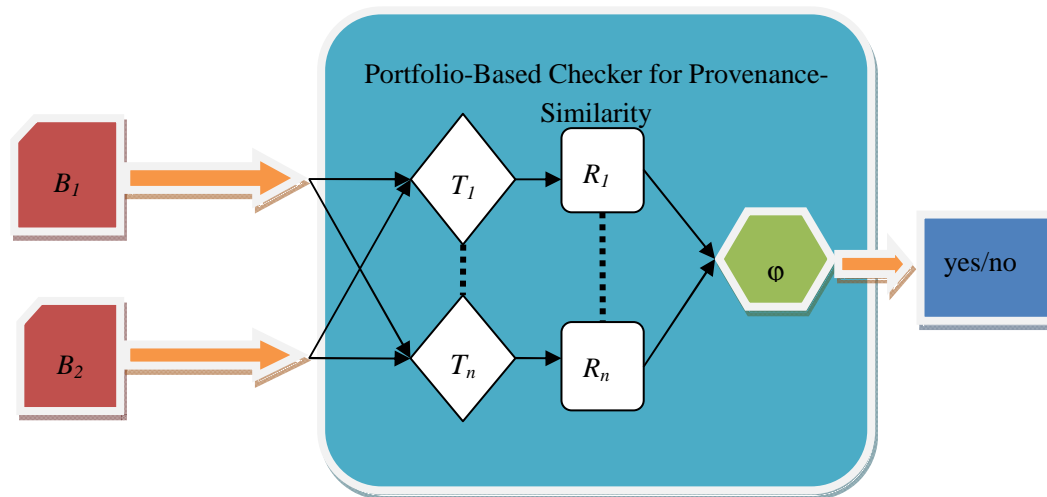 Portfolio-Based Checker for Provenance-
Similarity
B1
T1
R1
φ
yes/no
B2
Tn
Rn